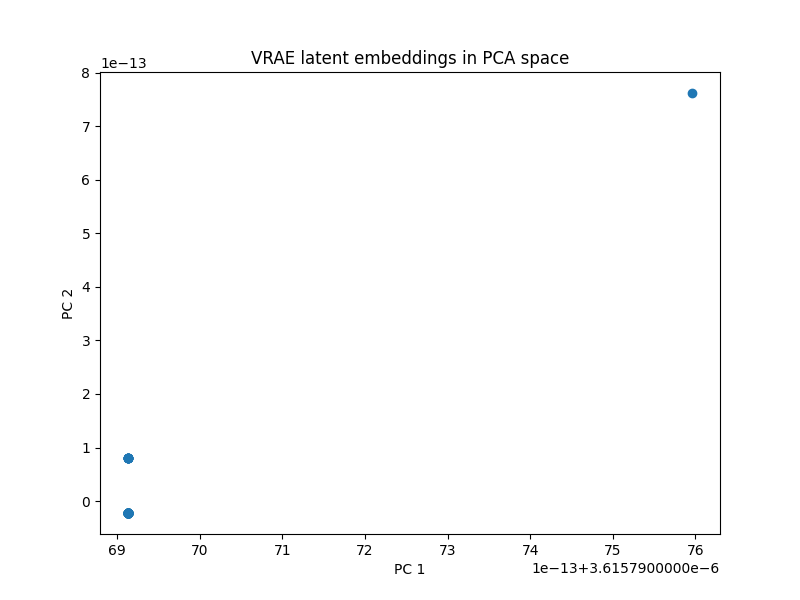 VRAE latent embeddings in PCA space
1e−13
8
7
6
5
4
3
2
1
0
PC 2
69 70 71 72 73 74 75 76
PC 1
1e−13+3.6157900000e−6